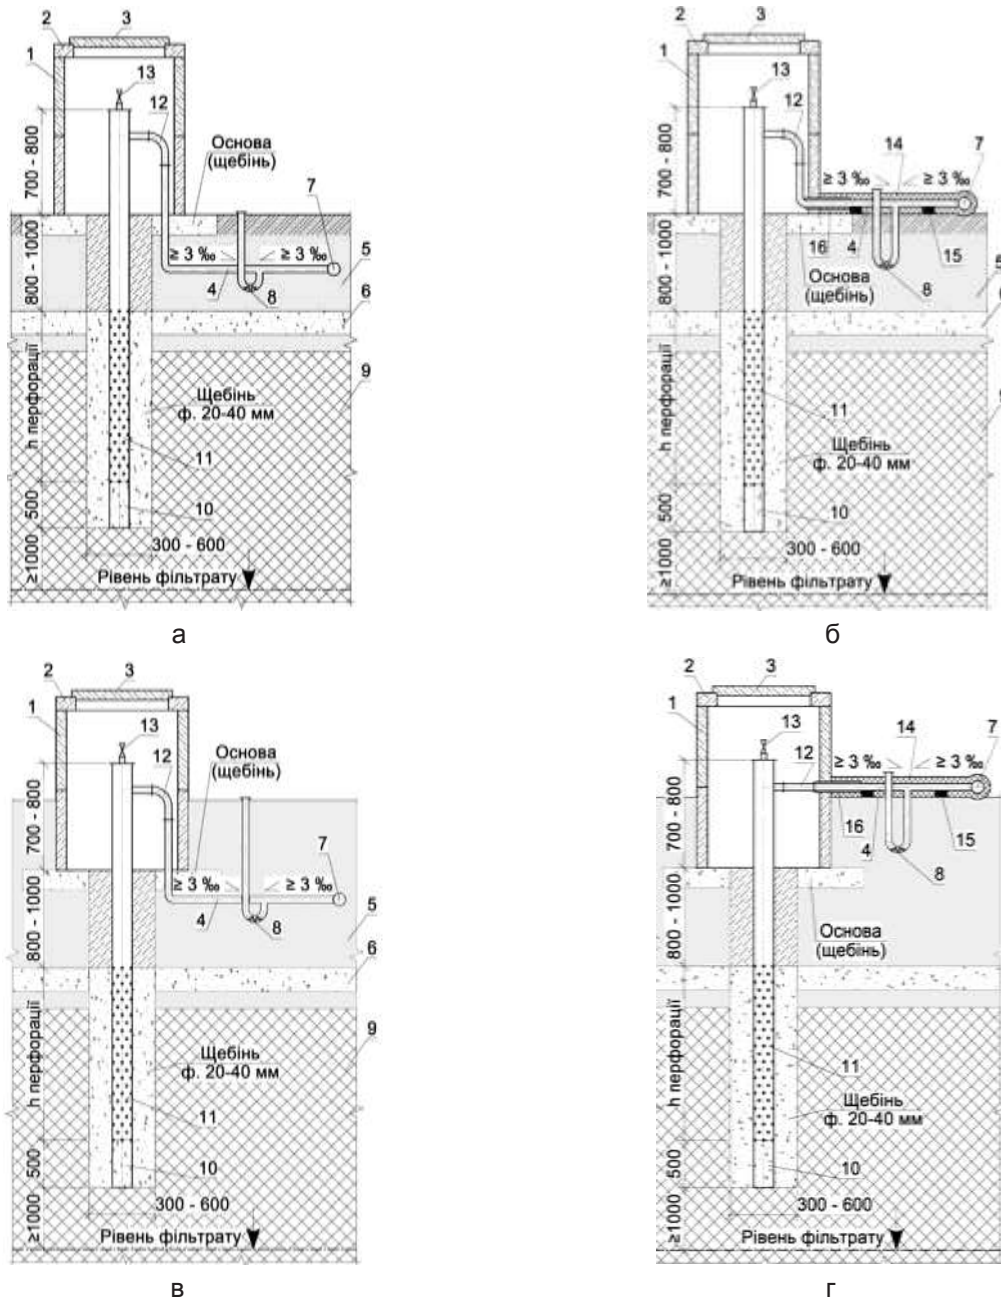 2
3
1
13
12
Основа
(щебінь)
7
700 - 800
≥ 3 ‰
≥ 3 ‰
5
4
8
800 - 1000
6
9
h перфорації
Щебінь
ф. 20-40 мм
11
10
500
300 - 600
≥1000
Рівень фільтрату
а
2
3
1
13
12
14
7
700 - 800
≥ 3 ‰
≥ 3 ‰
16
4
15
5
800 - 1000
Основа
(щебінь)
8
h перфорації
11
Щебінь
ф. 20-40 мм
10
500
300 - 600
≥1000
Рівень фільтрату
б
2
3
1
13
12
Основа
(щебінь)
700 - 800
7
≥ 3 ‰
≥ 3 ‰
4
8
5
800 - 1000
6
9
h перфорації
Щебінь
ф. 20-40 мм
11
10
500
300 - 600
≥1000
Рівень фільтрату
в
2
3
1
13
12
14
7
≥ 3 ‰
≥ 3 ‰
700 - 800
16
4
15
8
800 - 1000
Основа
(щебінь)
h перфорації
11
Щебінь
ф. 20-40 мм
10
500
300 - 600
≥1000
Рівень фільтрату
г